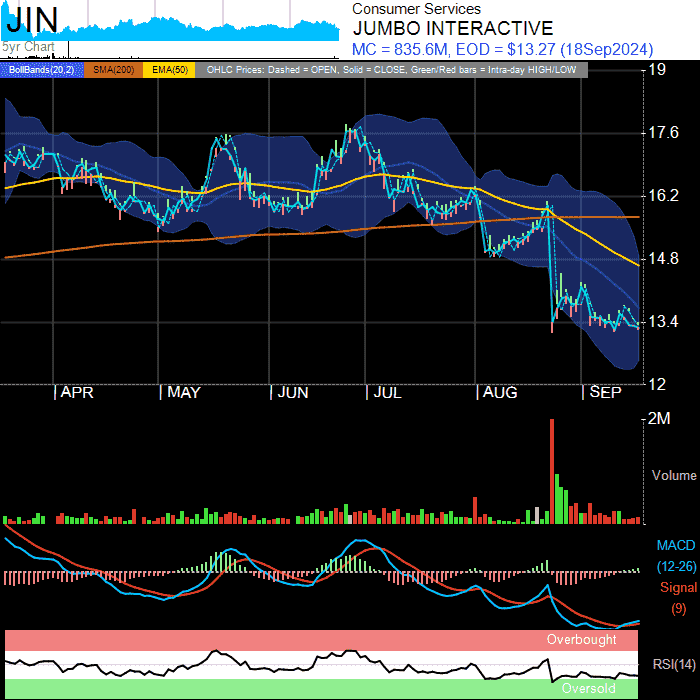 JIN
5yr Chart
Consumer Services
JUMBO INTERACTIVE
MC = 835.6M, EOD = $13.27 (18Sep2024)
BollBands(20,2) SMA(200) EMA(50) OHLC Prices: Dashed = OPEN, Solid = CLOSE, Green/Red bars = Intra-day HIGH/LOW
19
17.6
16.2
14.8
13.4
12
APR MAY JUN JUL AUG SEP
2M
Volume
MACD
(12-26)
Signal
(9)
Overbought
RSI(14)
Oversold